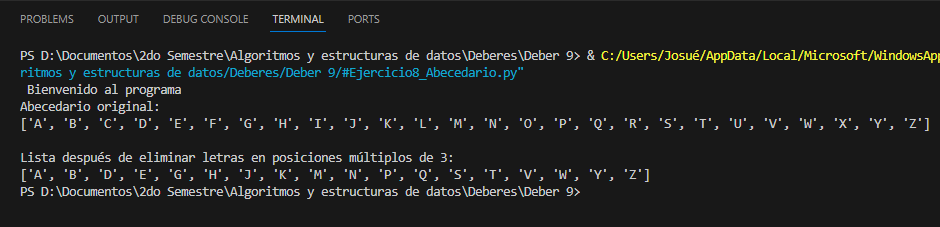 PROBLEMS OUTPUT DEBUG CONSOLE TERMINAL PORTS
PS D:\Documentos\2do Semestre\Algoritmos y estructuras de datos\Deberes\Deber 9> & C:/Users/Josué/AppData/Local/Microsoft/WindowsApp
ritmos y estructuras de datos/Deberes/Deber 9/#Ejercicio8_Abecedario.py"
Bienvenido al programa
Abecedario original:
['A', 'B', 'C', 'D', 'E', 'F', 'G', 'H', 'I', 'J', 'K', 'L', 'M', 'N', 'O', 'P', 'Q', 'R', 'S', 'T', 'U', 'V', 'W', 'X', 'Y', 'Z']
Lista después de eliminar letras en posiciones múltiplos de 3:
['A', 'B', 'D', 'E', 'G', 'H', 'J', 'K', 'M', 'N', 'P', 'Q', 'S', 'T', 'V', 'W', 'Y', 'Z']
PS D:\Documentos\2do Semestre\Algoritmos y estructuras de datos\Deberes\Deber 9>